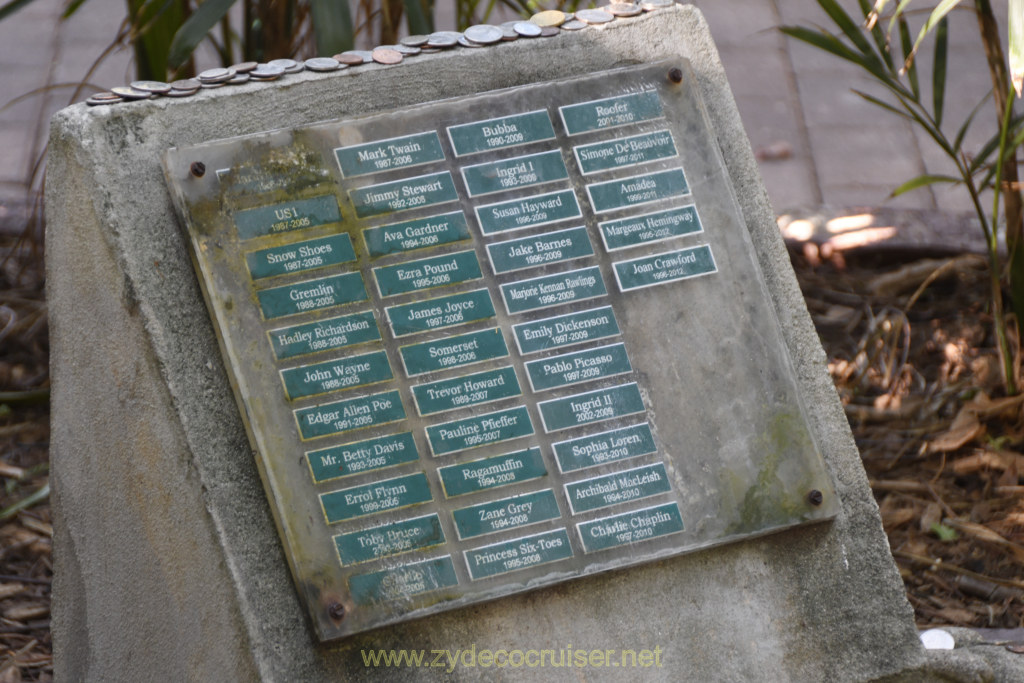 US1
1987-2005
Snow Shoes
1987-2005
Gremlin
1988-2005
Hadley Richardson
1988-2005
John Wayne
1988-2005
Edgar Allen Poe
1991-2005
Mr. Betty Davis
1993-2005
Errol Flynn
1999-2005
Toby Bruce
Mark Twain
1987-2006
Jimmy Stewart
1992-2005
Ava Gardner
1994-2006
Ezra Pound
1995-2006
James Joyce
1997-2006
Somerset
1998-2006
Trevor Howard
1989-2007
Pauline Pfieffer
1995-2007
Ragamuffin
1994-2008
Zane Grey
1994-2008
Princess Six-Toes
1995-2008
Bubba
1990-2009
Ingrid I
1993-2009
Susan Hayward
1996-2009
Jake Barnes
1996-2009
Marjorie Kennan Rawlings
1996-2009
Emily Dickenson
1997-2009
Pablo Picasso
1997-2009
Ingrid II
2002-2009
Sophia Loren
1993-2010
Archibald MacLeish
1994-2010
Charlie Chaplin
1997-2010
Roofer
2001-2010
Simone De Beauvoir
1997-2011
Amadea
1999-2011
Margeaux Hemingway
1995-2012
Joan Crawford
1996-2012
www.zydecocruiser.net